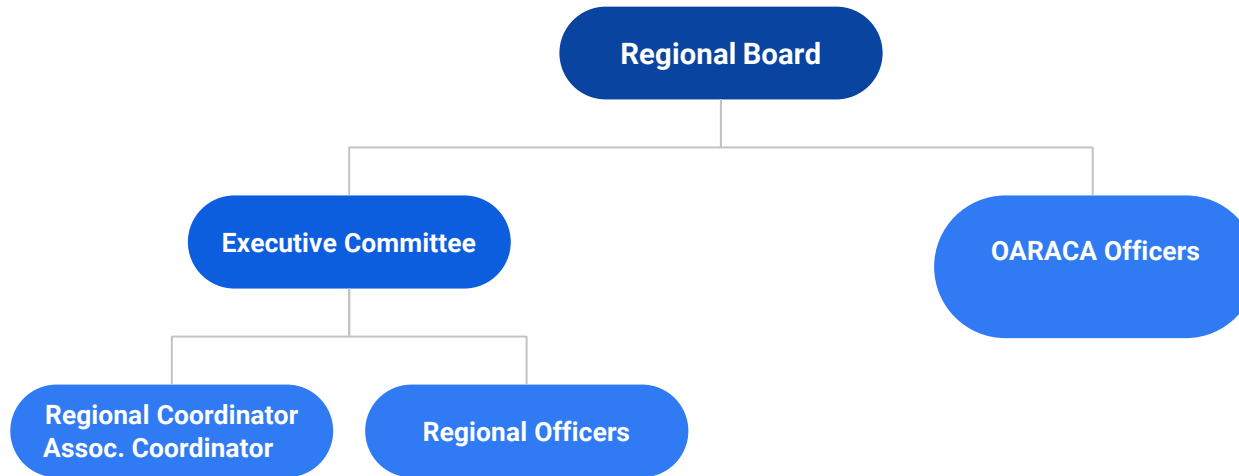 Regional Board
Executive Committee
OARACA Officers
Regional Coordinator
Assoc. Coordinator
Regional Officers